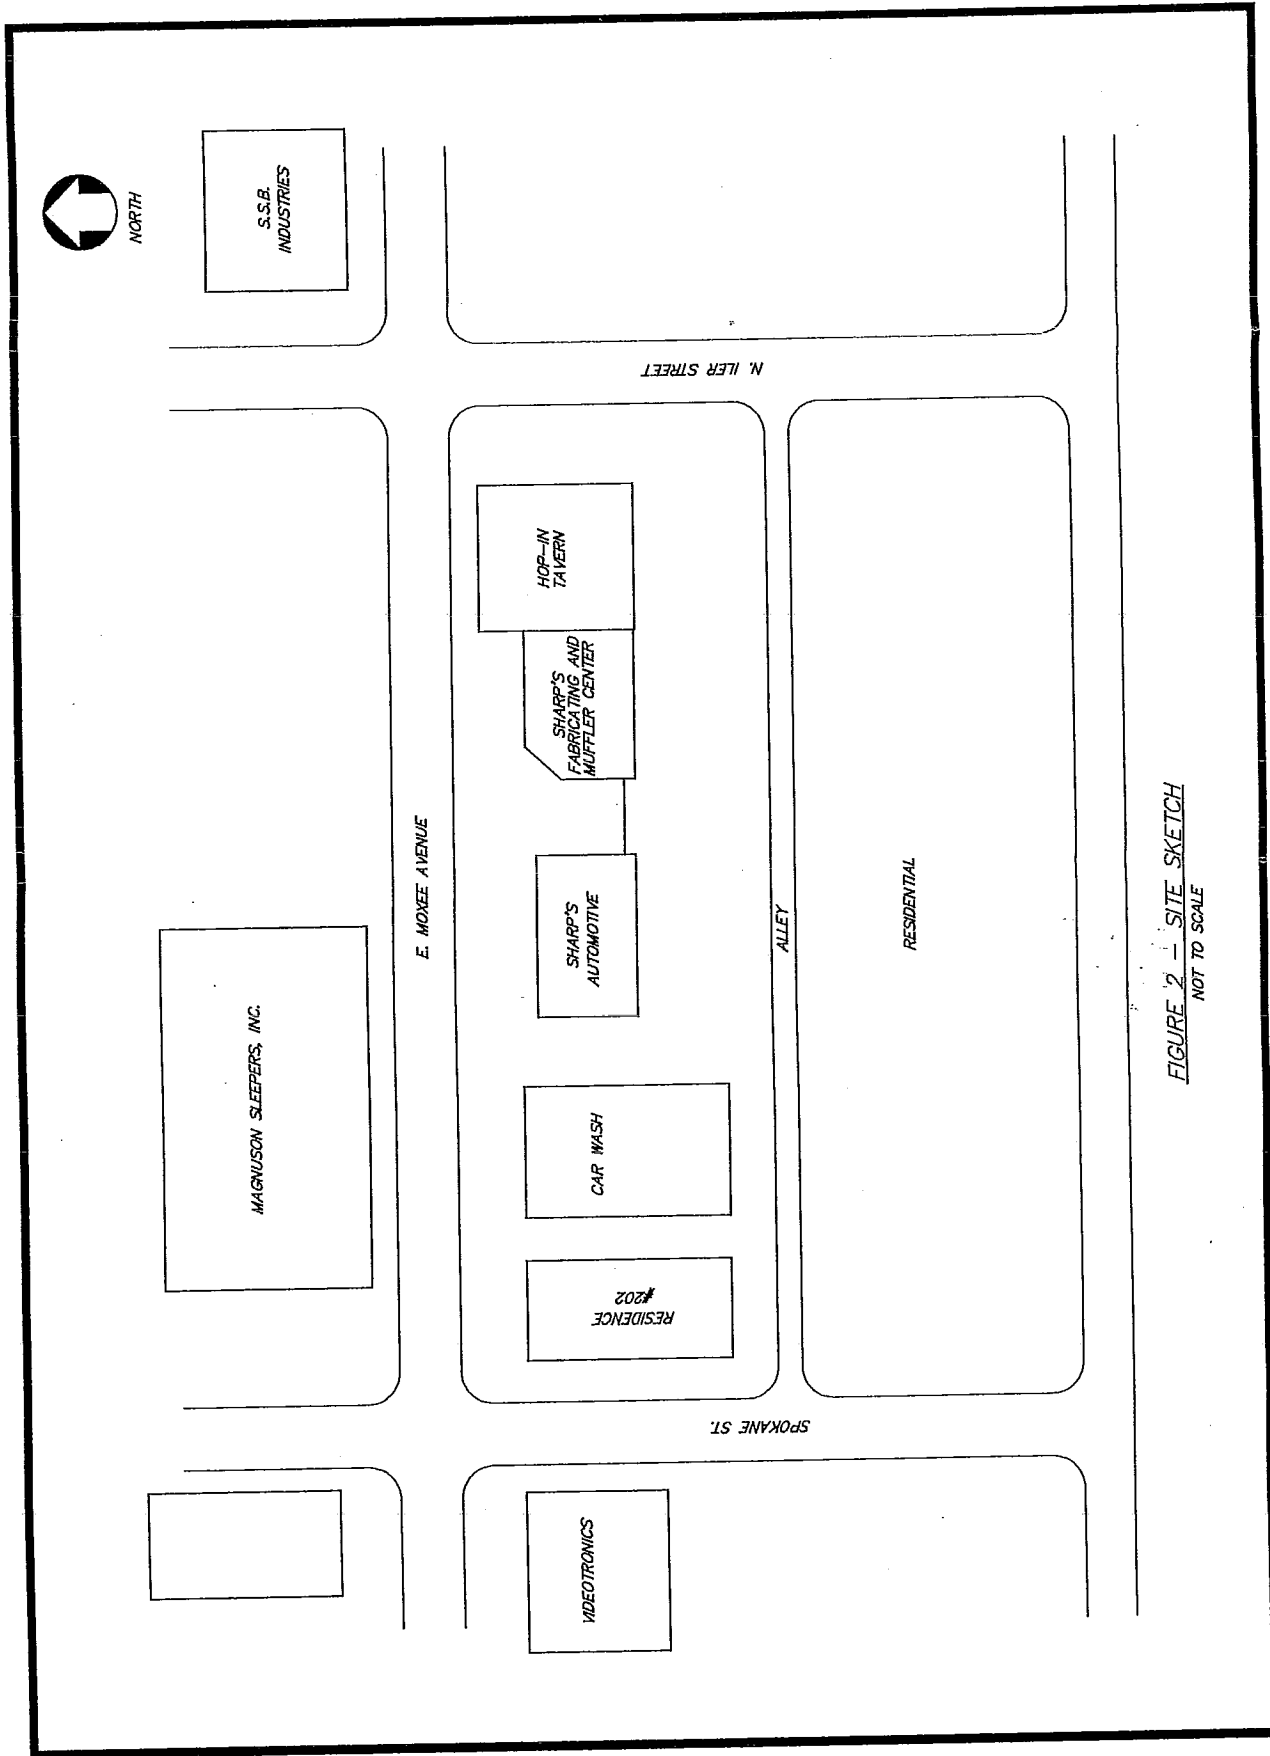 NORTH
S.S.B.
INDUSTRIES
MAGNUSON SLEEPERS, INC.
E. MOXEE AVENUE
N. ILER STREET
HOP-IN
TAVERN
SHARP'S
FABRICATING AND
MUFFLER CENTER
SHARP'S
AUTOMOTIVE
CAR WASH
RESIDENCE
#202
VIDEOTRONICS
SPOKANE ST.
ALLEY
RESIDENTIAL
FIGURE 2 - SITE SKETCH
NOT TO SCALE